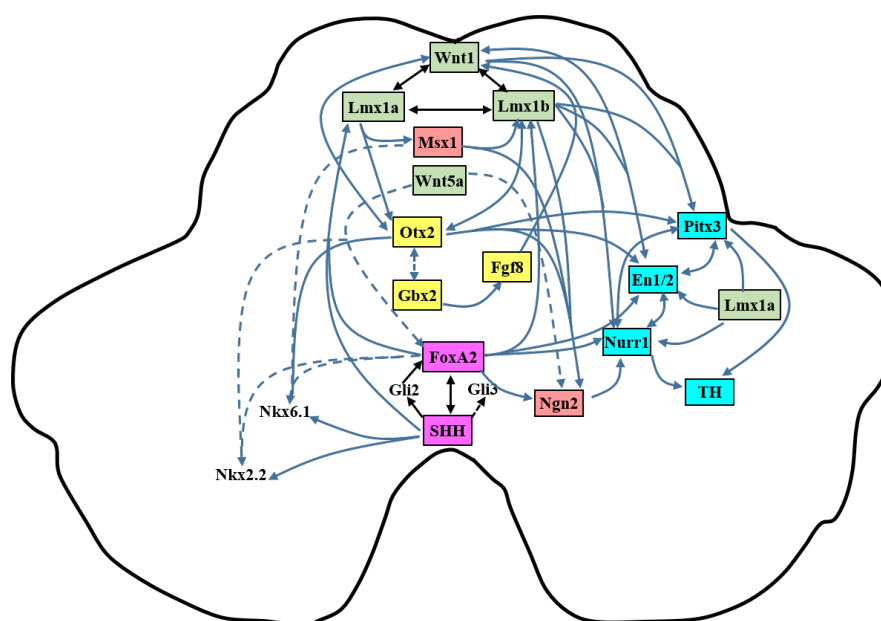 Wnt1
Lmx1a
Lmx1b
Msx1
Wnt5a
Otx2
Pitx3
Fgf8
En1/2
Gbx2
Lmx1a
Nurr1
FoxA2
Gli2
Gli3
TH
Ngn2
Nkx6.1
SHH
Nkx2.2